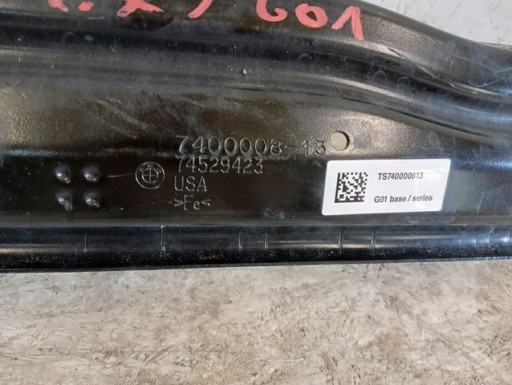 G01
7400008-13
74529423
USA
>Fe<
TS740000813
G01 base / series